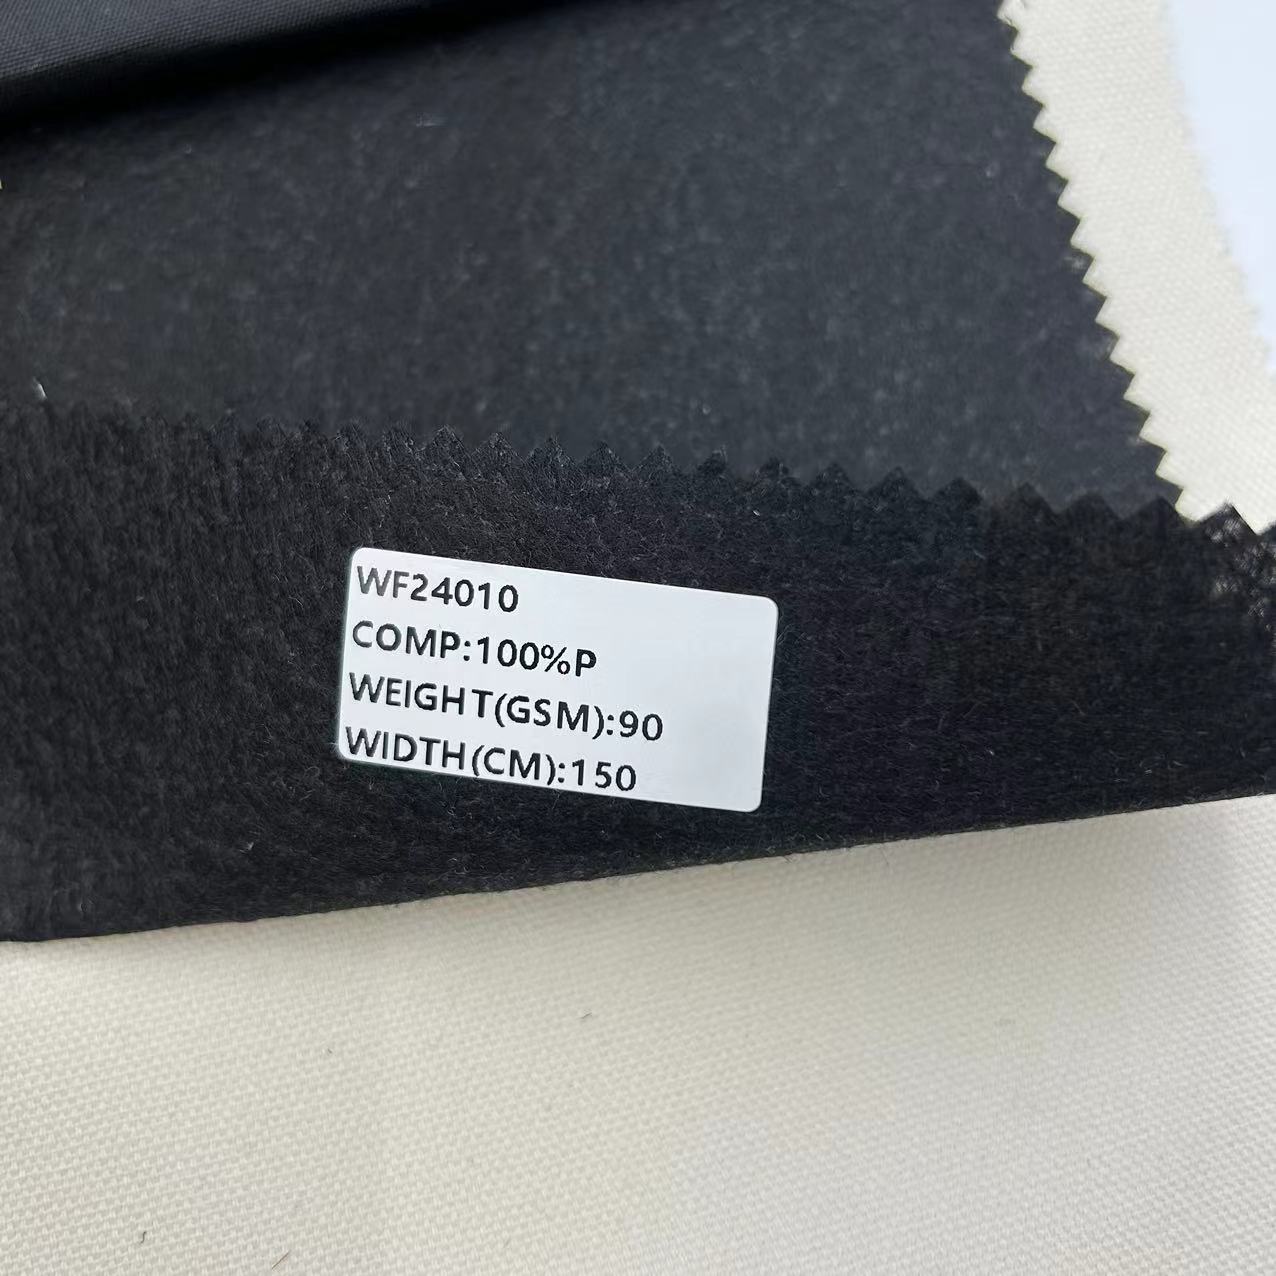 WF24010
COMP:100%P
WEIGHT(GSM):90
WIDTH(CM):150